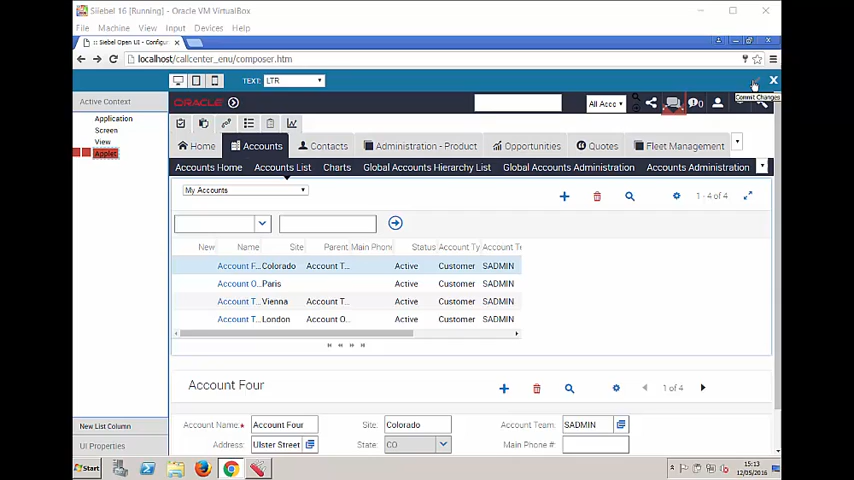 Siebel 16 [Running] - Oracle VM VirtualBox
File Machine View Input Devices Help
:: Siebel Open UI - Configur
localhost/callcenter_enu/composer.htm
TEXT: LTR
Commit Changes
Active Context
Application
Screen
View
Applet
New List Column
UI Properties
ORACLE
All Acco
0
Home Accounts Contacts Administration - Product Opportunities Quotes Fleet Management
Accounts Home Accounts List Charts Global Accounts Hierarchy List Global Accounts Administration Accounts Administration
My Accounts 1 - 4 of 4
New Name Site Parent Main Phone Status Account Ty Account Te
Account F... Colorado Account T... Active Customer SADMIN
Account O... Paris Active Customer SADMIN
Account T... Vienna Account T... Active Customer SADMIN
Account T... London Account O... Active Customer SADMIN
Account Four 1 of 4
Account Name:* Account Four Site: Colorado Account Team: SADMIN
Address: Ulster Street State: CO Main Phone #:
Start
15:13
12/05/2016